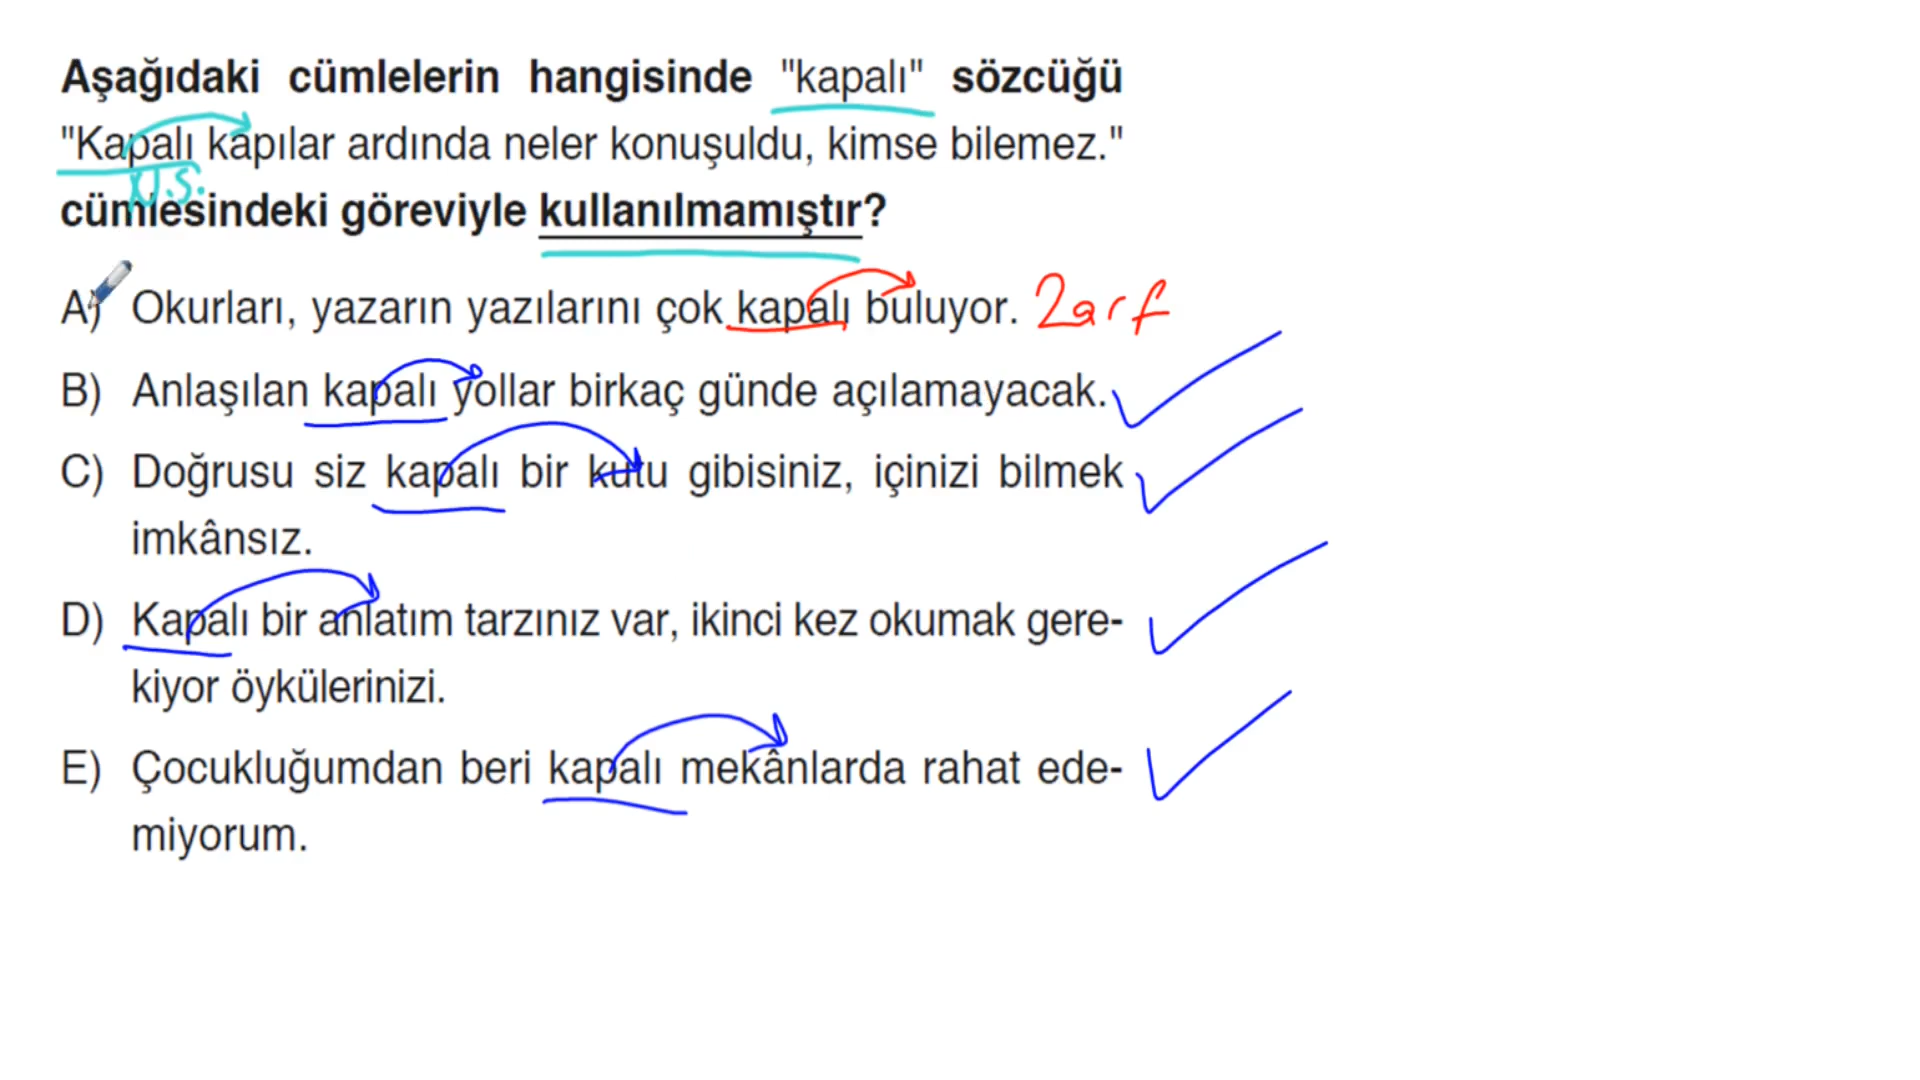 Aşağıdaki cümlelerin hangisinde "kapalı" sözcüğü
"Kapalı kapılar ardında neler konuşuldu, kimse bilemez."
N.S.
cümlesindeki göreviyle kullanılmamıştır?
A) Okurları, yazarın yazılarını çok kapalı buluyor. Zarf
B) Anlaşılan kapalı yollar birkaç günde açılamayacak.
C) Doğrusu siz kapalı bir kutu gibisiniz, içinizi bilmek
imkânsız.
D) Kapalı bir anlatım tarzınız var, ikinci kez okumak gere-
kiyor öykülerinizi.
E) Çocukluğumdan beri kapalı mekânlarda rahat ede-
miyorum.